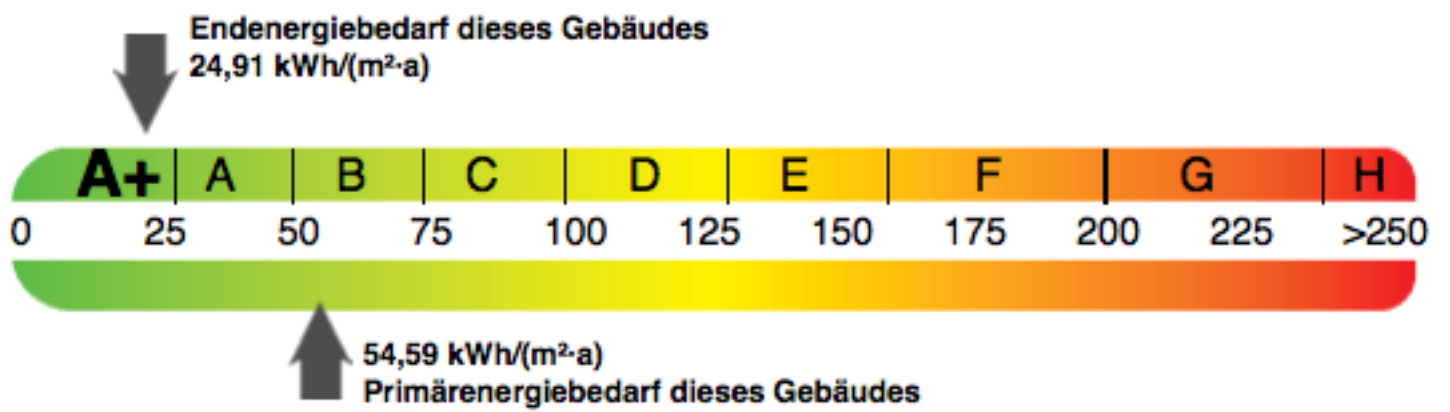 Endenergiebedarf dieses Gebäudes
24,91 kWh/(m²·a)
A+ A B C D E F G H
0 25 50 75 100 125 150 175 200 225 >250
54,59 kWh/(m²·a)
Primärenergiebedarf dieses Gebäudes